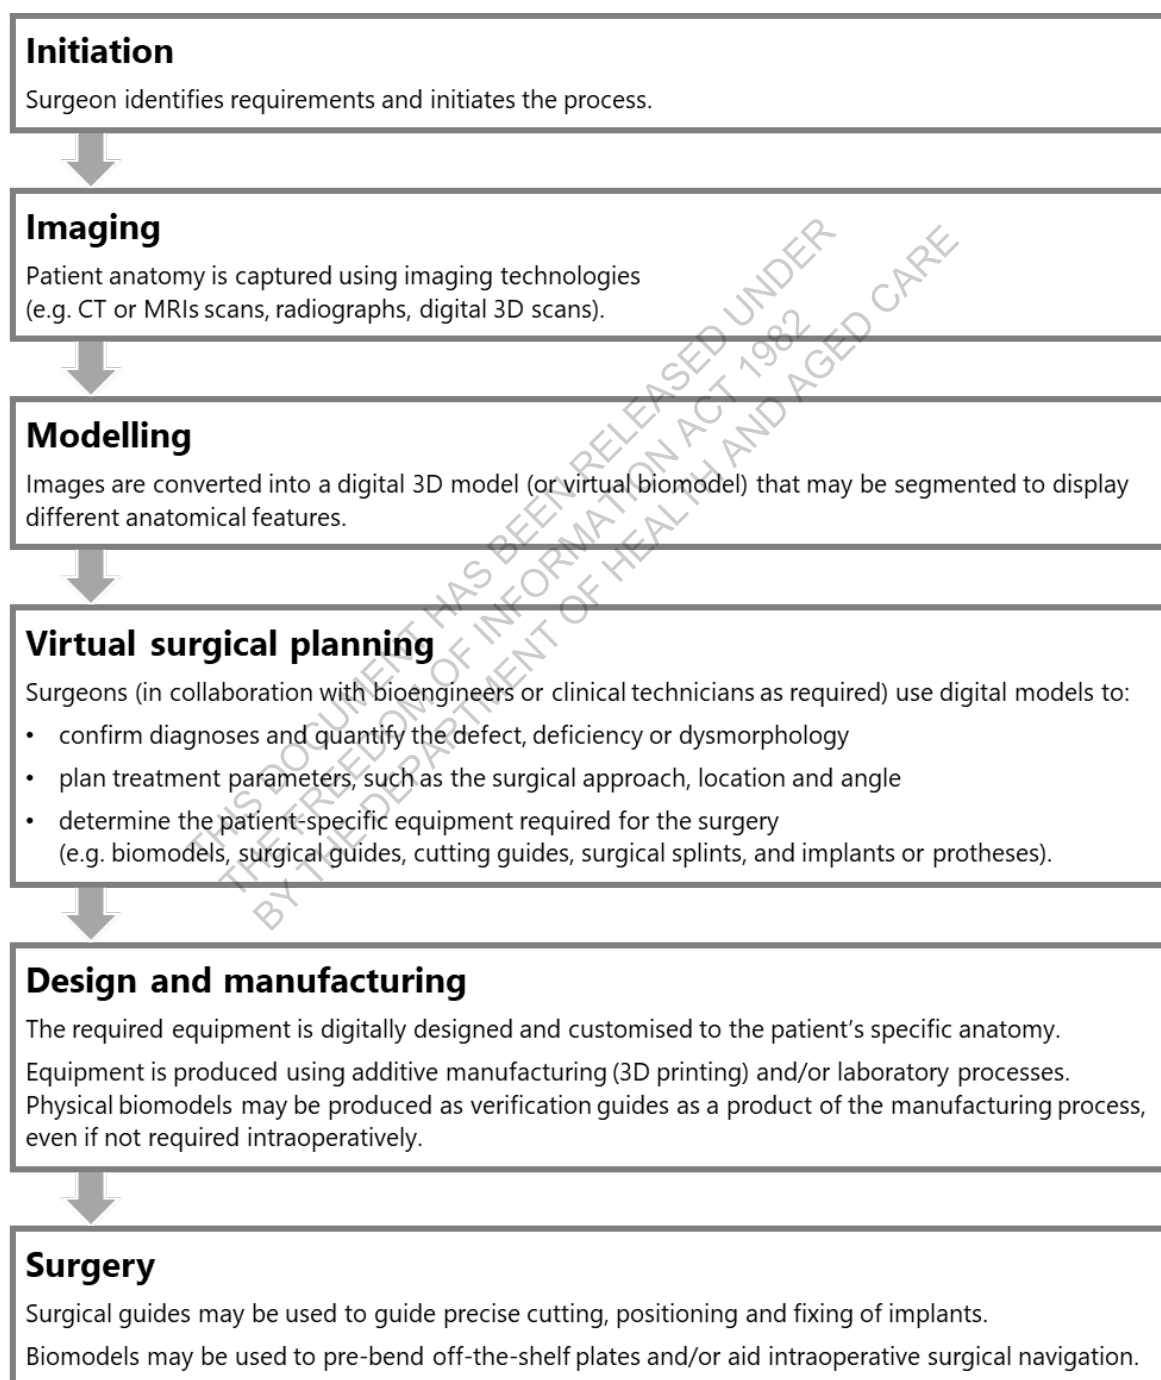 Initiation
Surgeon identifies requirements and initiates the process.
Imaging
Patient anatomy is captured using imaging technologies
(e.g. CT or MRIs scans, radiographs, digital 3D scans).
Modelling
Images are converted into a digital 3D model (or virtual biomodel) that may be segmented to display
different anatomical features.
Virtual surgical planning
Surgeons (in collaboration with bioengineers or clinical technicians as required) use digital models to:
• confirm diagnoses and quantify the defect, deficiency or dysmorphology
• plan treatment parameters, such as the surgical approach, location and angle
• determine the patient-specific equipment required for the surgery
(e.g. biomodels, surgical guides, cutting guides, surgical splints, and implants or protheses).
Design and manufacturing
The required equipment is digitally designed and customised to the patient's specific anatomy.
Equipment is produced using additive manufacturing (3D printing) and/or laboratory processes.
Physical biomodels may be produced as verification guides as a product of the manufacturing process,
even if not required intraoperatively.
Surgery
Surgical guides may be used to guide precise cutting, positioning and fixing of implants.
Biomodels may be used to pre-bend off-the-shelf plates and/or aid intraoperative surgical navigation.
THIS DOCUMENT HAS BEEN RELEASED UNDER
THE FREEDOM OF INFORMATION ACT 1982
BY THE DEPARTMENT OF HEALTH AND AGED CARE